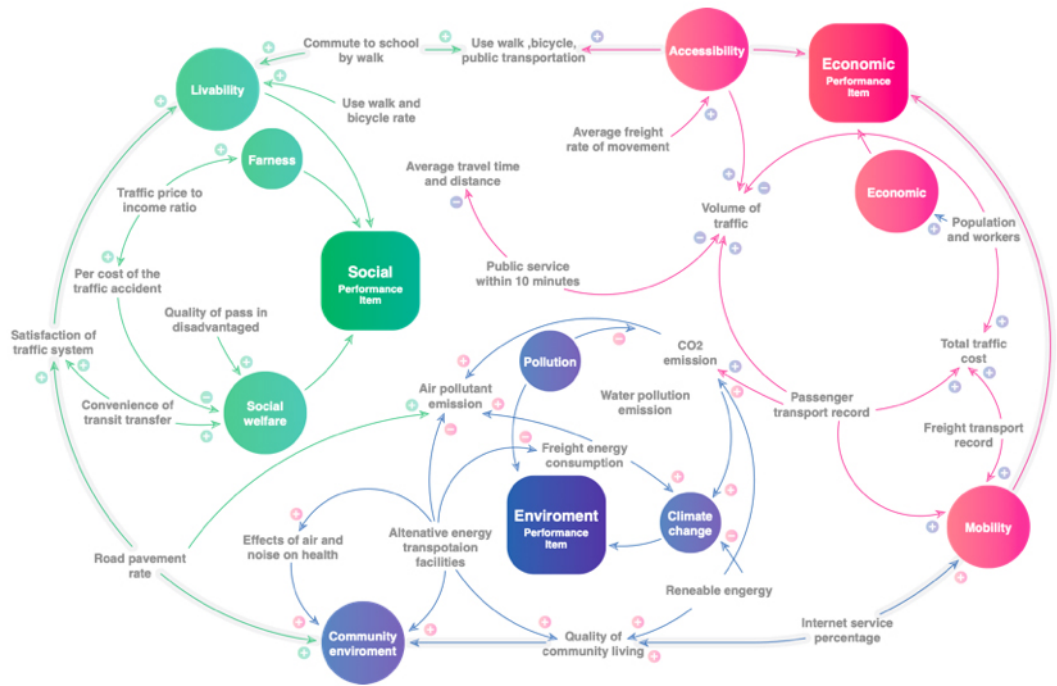 Commute to school
by walk
Use walk ,bicycle,
public transportation
Accessibility
Economic
Performance
Item
Livability
Use walk and
bicycle rate
Average freight
rate of movement
Farness
Average travel time
and distance
Economic
Traffic price to
income ratio
Volume of
traffic
Population
and workers
Social
Performance
Item
Per cost of the
traffic accident
Public service
within 10 minutes
Quality of pass in
disadvantaged
Satisfaction of
traffic system
Pollution
CO2
emission
Total traffic
cost
Air pollutant
emission
Water pollution
emission
Passenger
transport record
Convenience of
transit transfer
Social
welfare
Freight transport
record
Freight energy
consumption
Enviroment
Performance
Item
Climate
change
Mobility
Effects of air and
noise on health
Altenative energy
transpotaion
facilities
Road pavement
rate
Reneable engergy
Internet service
percentage
Community
enviroment
Quality of
community living